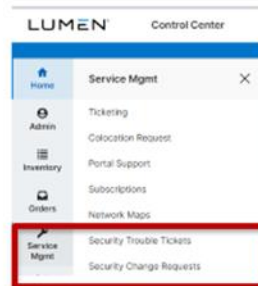 LUMEN Control Center
Home
Service Mgmt ×
Admin
Ticketing
Colocation Request
Inventory
Portal Support
Subscriptions
Orders
Network Maps
Service Mgmt
Security Trouble Tickets
Security Change Requests